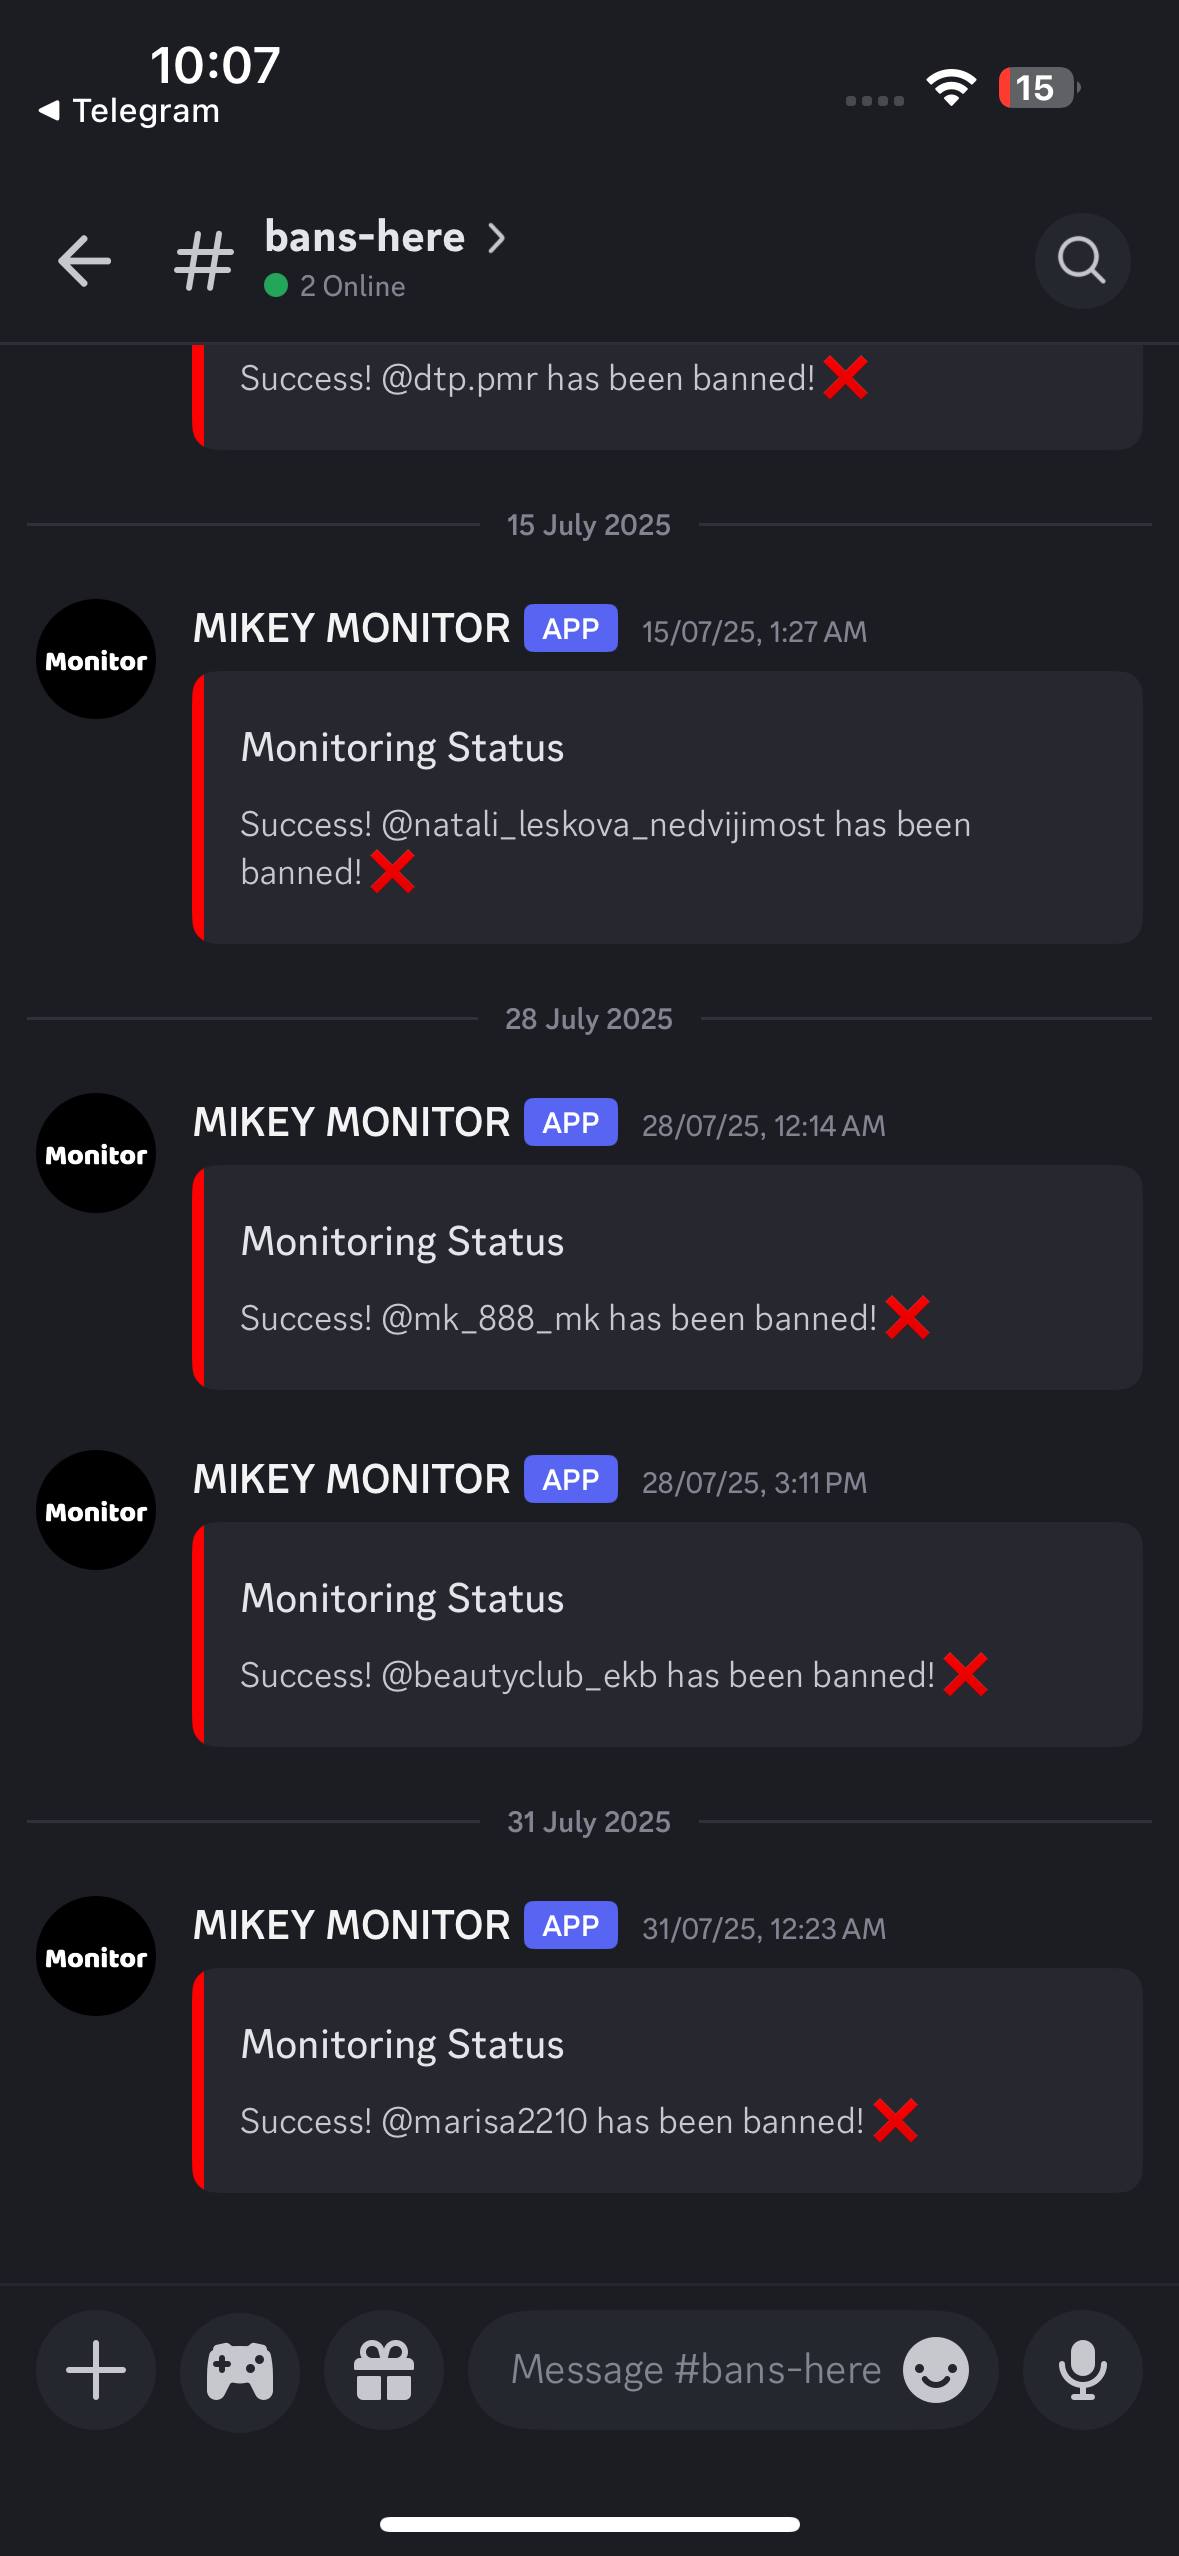 10:07
Telegram
15
bans-here
2 Online
Success! @dtp.pmr has been banned! ❌
15 July 2025
Monitor
MIKEY MONITOR APP 15/07/25, 1:27 AM
Monitoring Status
Success! @natali_leskova_nedvijimost has been
banned! ❌
28 July 2025
Monitor
MIKEY MONITOR APP 28/07/25, 12:14 AM
Monitoring Status
Success! @mk_888_mk has been banned! ❌
Monitor
MIKEY MONITOR APP 28/07/25, 3:11 PM
Monitoring Status
Success! @beautyclub_ekb has been banned! ❌
31 July 2025
Monitor
MIKEY MONITOR APP 31/07/25, 12:23 AM
Monitoring Status
Success! @marisa2210 has been banned! ❌
Message #bans-here